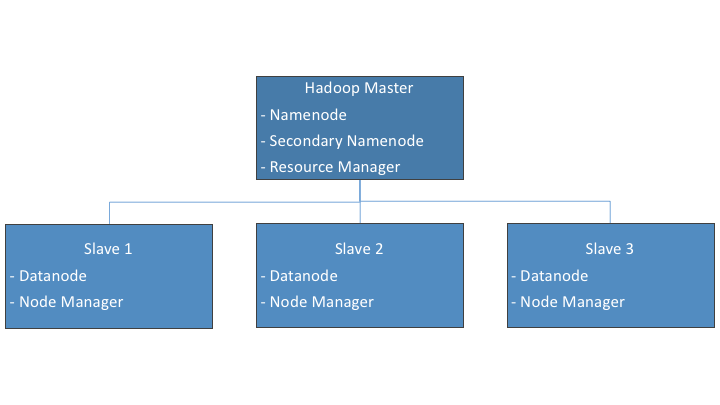 Hadoop Master
- Namenode
- Secondary Namenode
- Resource Manager
Slave 1
- Datanode
- Node Manager
Slave 2
- Datanode
- Node Manager
Slave 3
- Datanode
- Node Manager